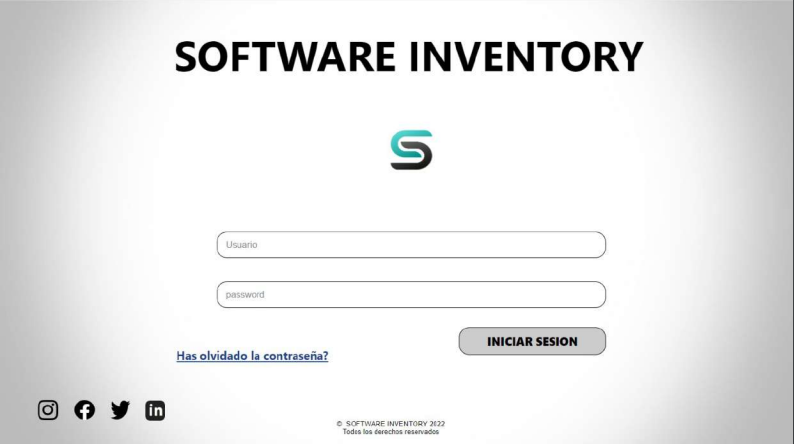 SOFTWARE INVENTORY
Usuario
password
INICIAR SESION
Has olvidado la contraseña?
© SOFTWARE INVENTORY 2022
Todos los derechos reservados